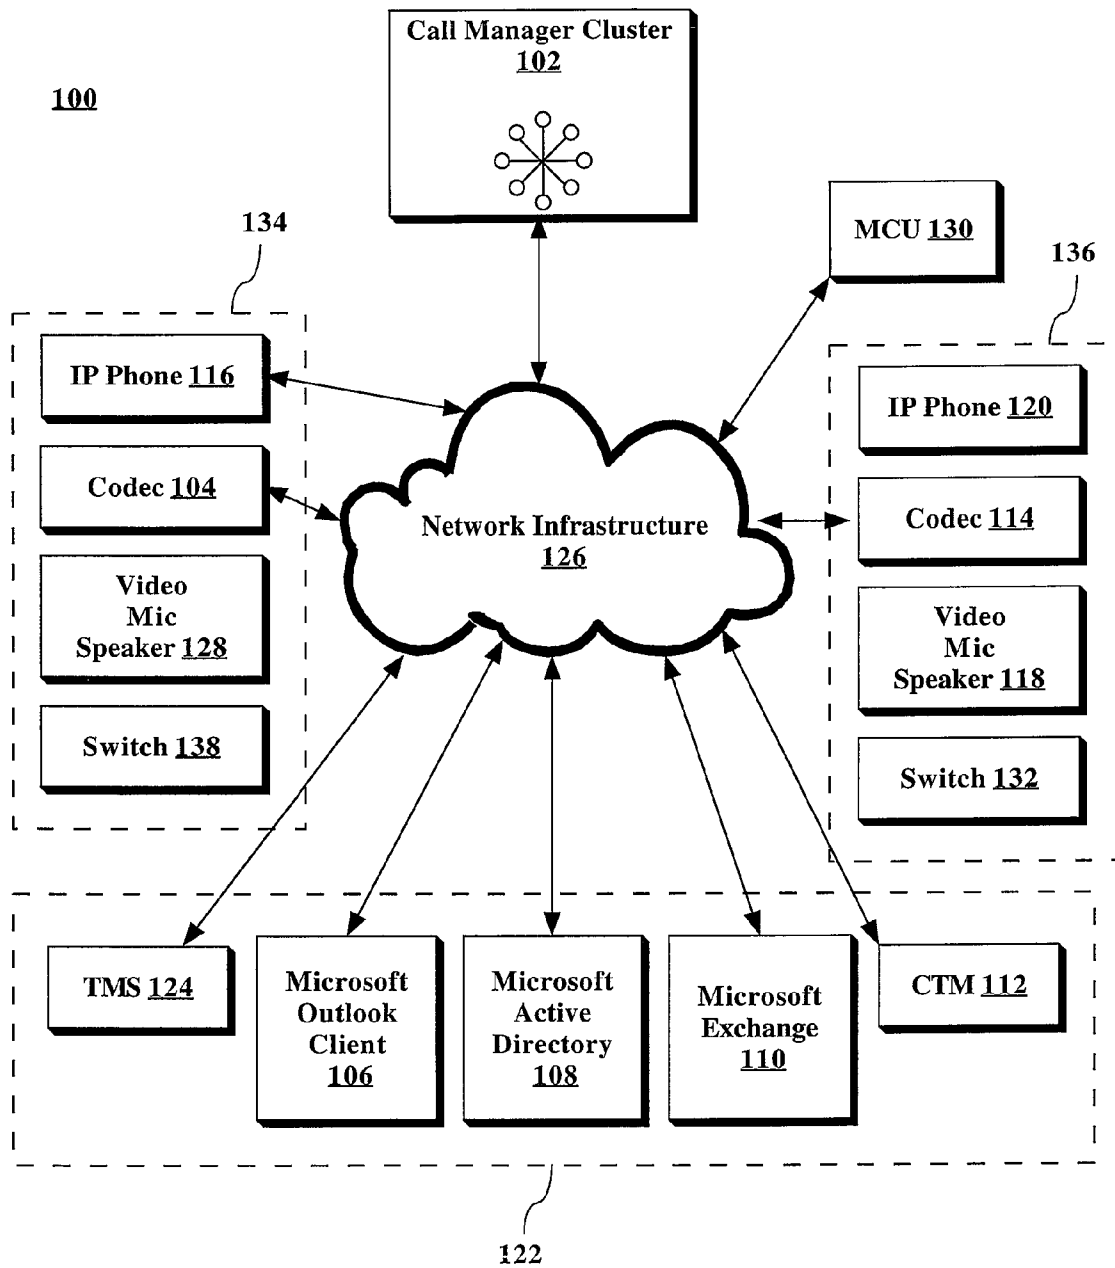 Call Manager Cluster
102
100
MCU 130
134
136
IP Phone 116
Codec 104
Video
Mic
Speaker 128
Switch 138
Network Infrastructure
126
IP Phone 120
Codec 114
Video
Mic
Speaker 118
Switch 132
TMS 124
Microsoft
Outlook
Client
106
Microsoft
Active
Directory
108
Microsoft
Exchange
110
CTM 112
122